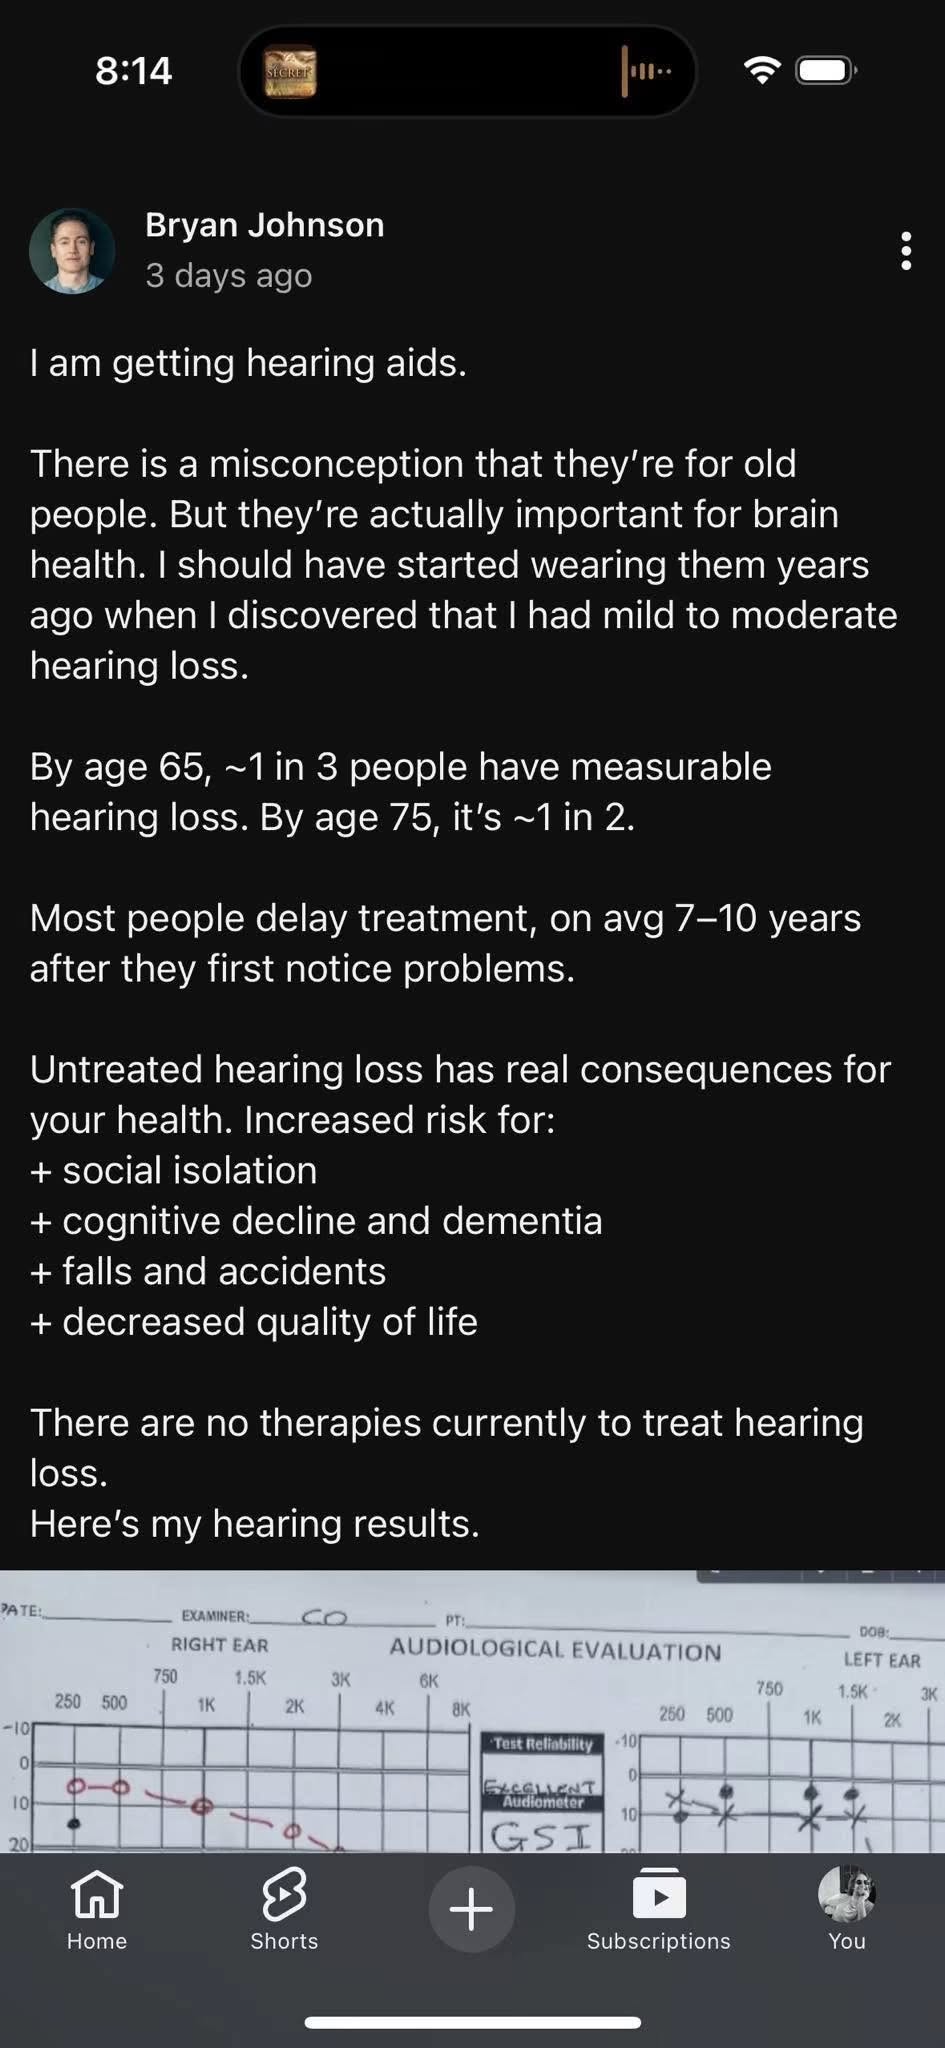 8:14
SECRET
Bryan Johnson
3 days ago
I am getting hearing aids.
There is a misconception that they’re for old
people. But they’re actually important for brain
health. I should have started wearing them years
ago when I discovered that I had mild to moderate
hearing loss.
By age 65, ~1 in 3 people have measurable
hearing loss. By age 75, it’s ~1 in 2.
Most people delay treatment, on avg 7–10 years
after they first notice problems.
Untreated hearing loss has real consequences for
your health. Increased risk for:
+ social isolation
+ cognitive decline and dementia
+ falls and accidents
+ decreased quality of life
There are no therapies currently to treat hearing
loss.
Here’s my hearing results.
DATE: EXAMINER: CO PT: DOB:
RIGHT EAR AUDIOLOGICAL EVALUATION LEFT EAR
750 1.5K 3K 6K 750 1.5K 3K
250 500 1K 2K 4K 8K 250 500 1K 2K
-10 Test Reliability -10
0 EXCELLENT 0
10 Audiometer 10
20 GSI
Home Shorts Subscriptions You